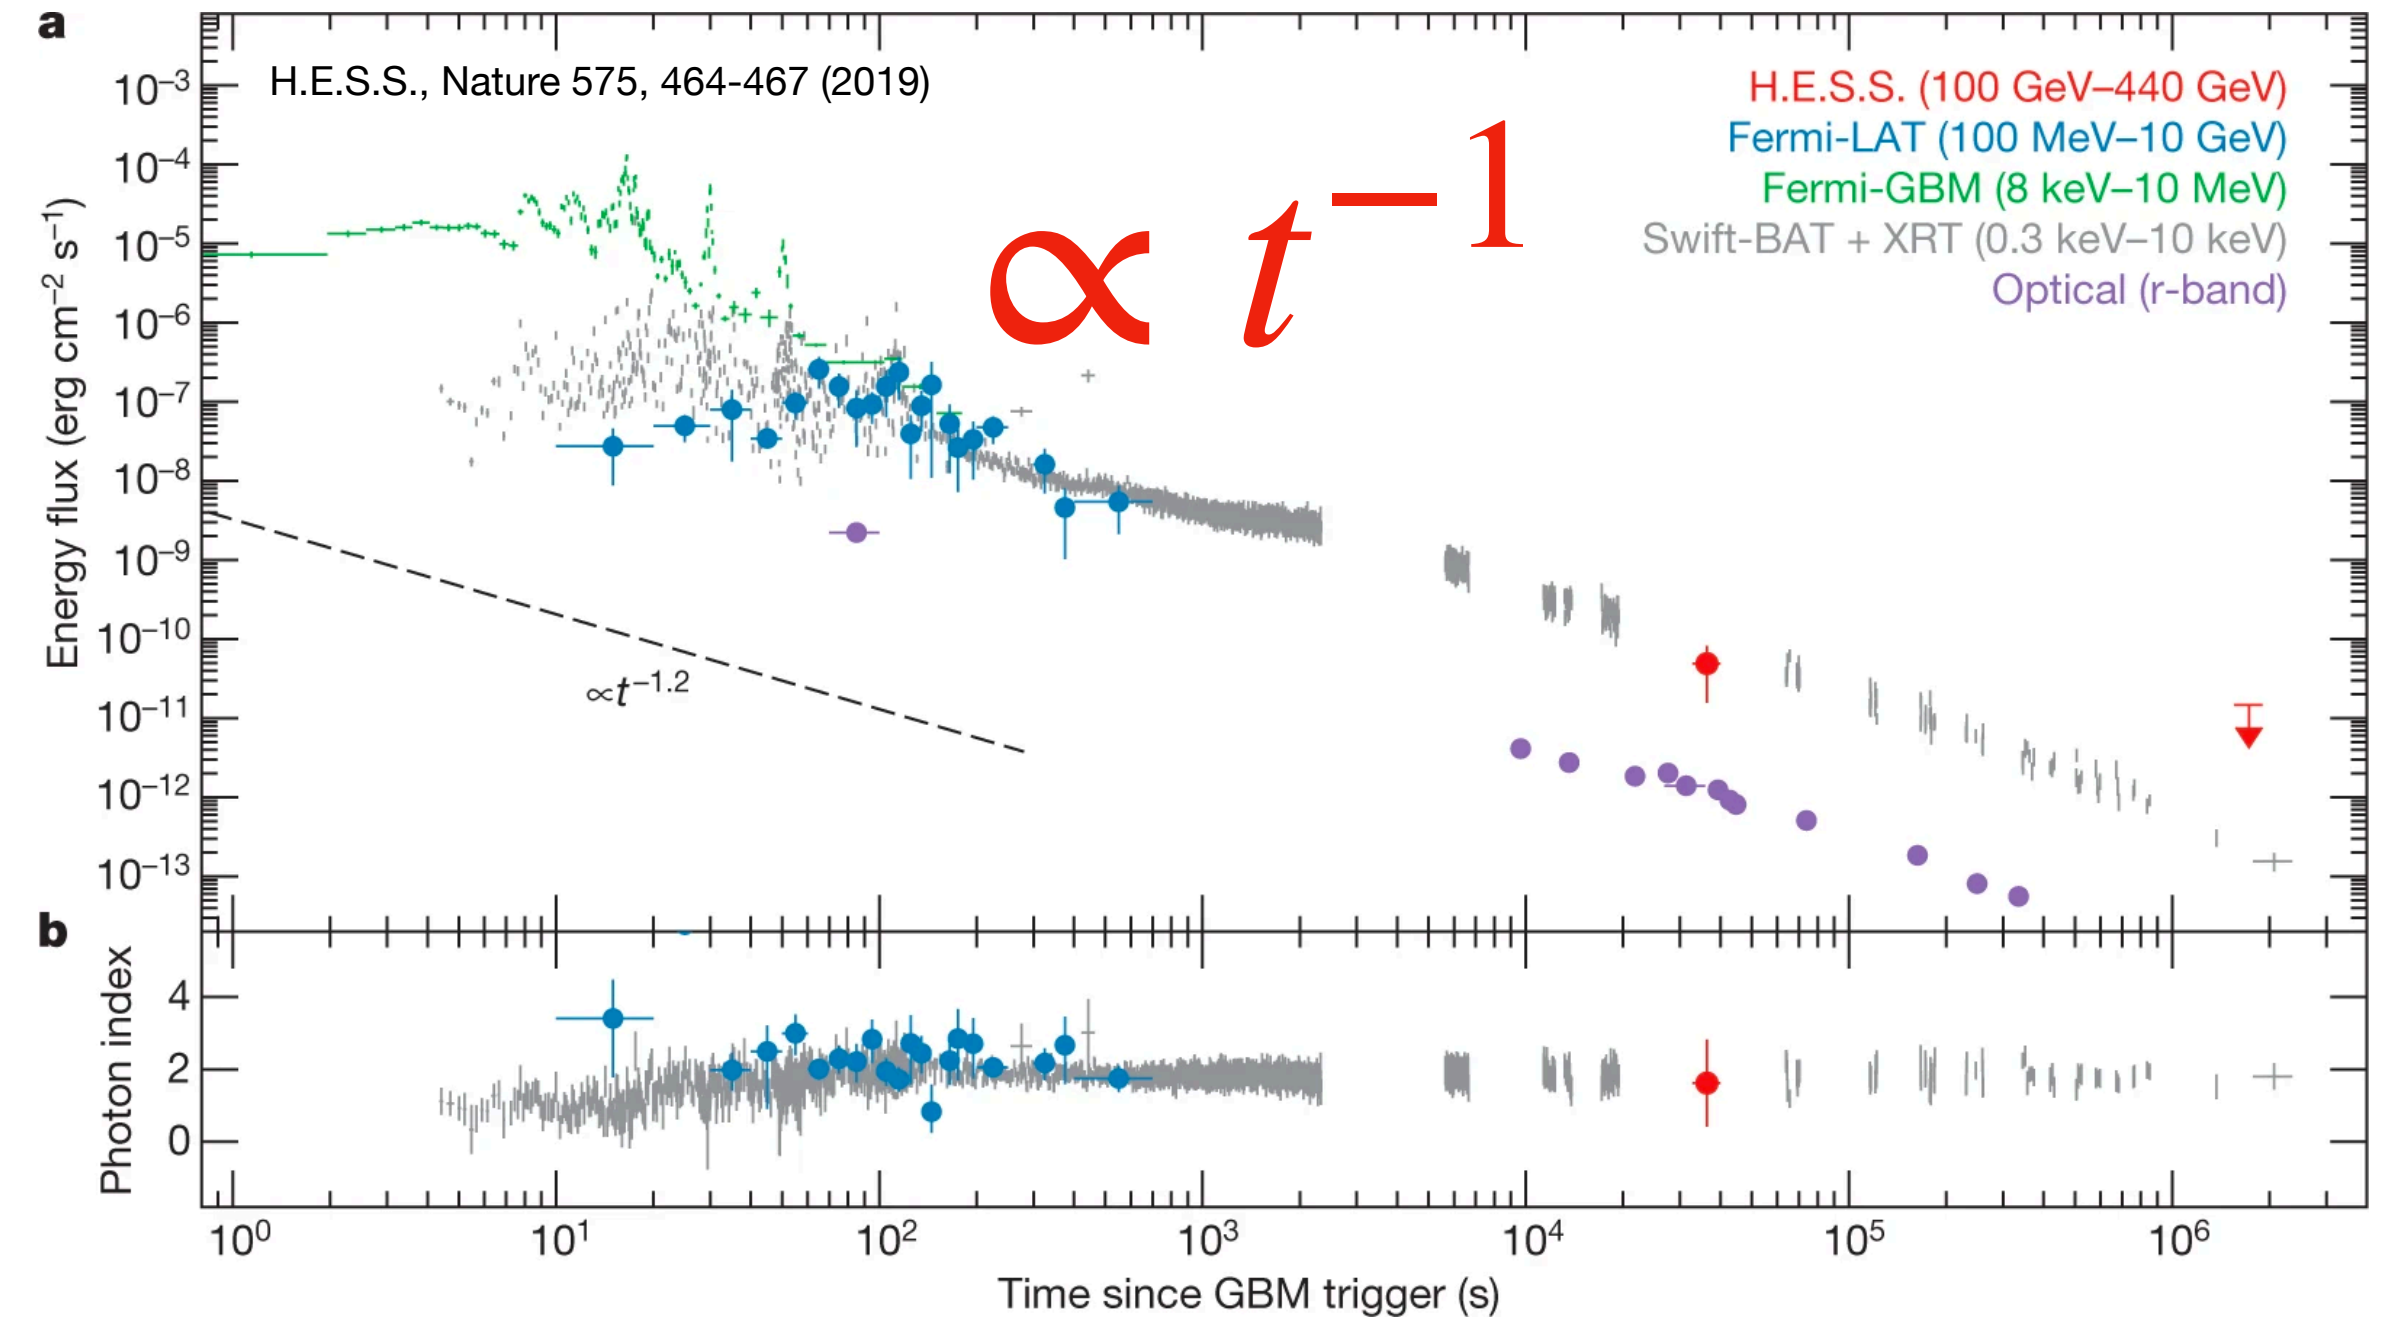 a
H.E.S.S., Nature 575, 464-467 (2019)
H.E.S.S. (100 GeV–440 GeV)
Fermi-LAT (100 MeV–10 GeV)
Fermi-GBM (8 keV–10 MeV)
Swift-BAT + XRT (0.3 keV–10 keV)
Optical (r-band)
∝ t⁻¹
Energy flux (erg cm⁻² s⁻¹)
10⁻³
10⁻⁴
10⁻⁵
10⁻⁶
10⁻⁷
10⁻⁸
10⁻⁹
10⁻¹⁰
10⁻¹¹
10⁻¹²
10⁻¹³
∝t⁻¹·²
b
Photon index
4
2
0
10⁰ 10¹ 10² 10³ 10⁴ 10⁵ 10⁶
Time since GBM trigger (s)